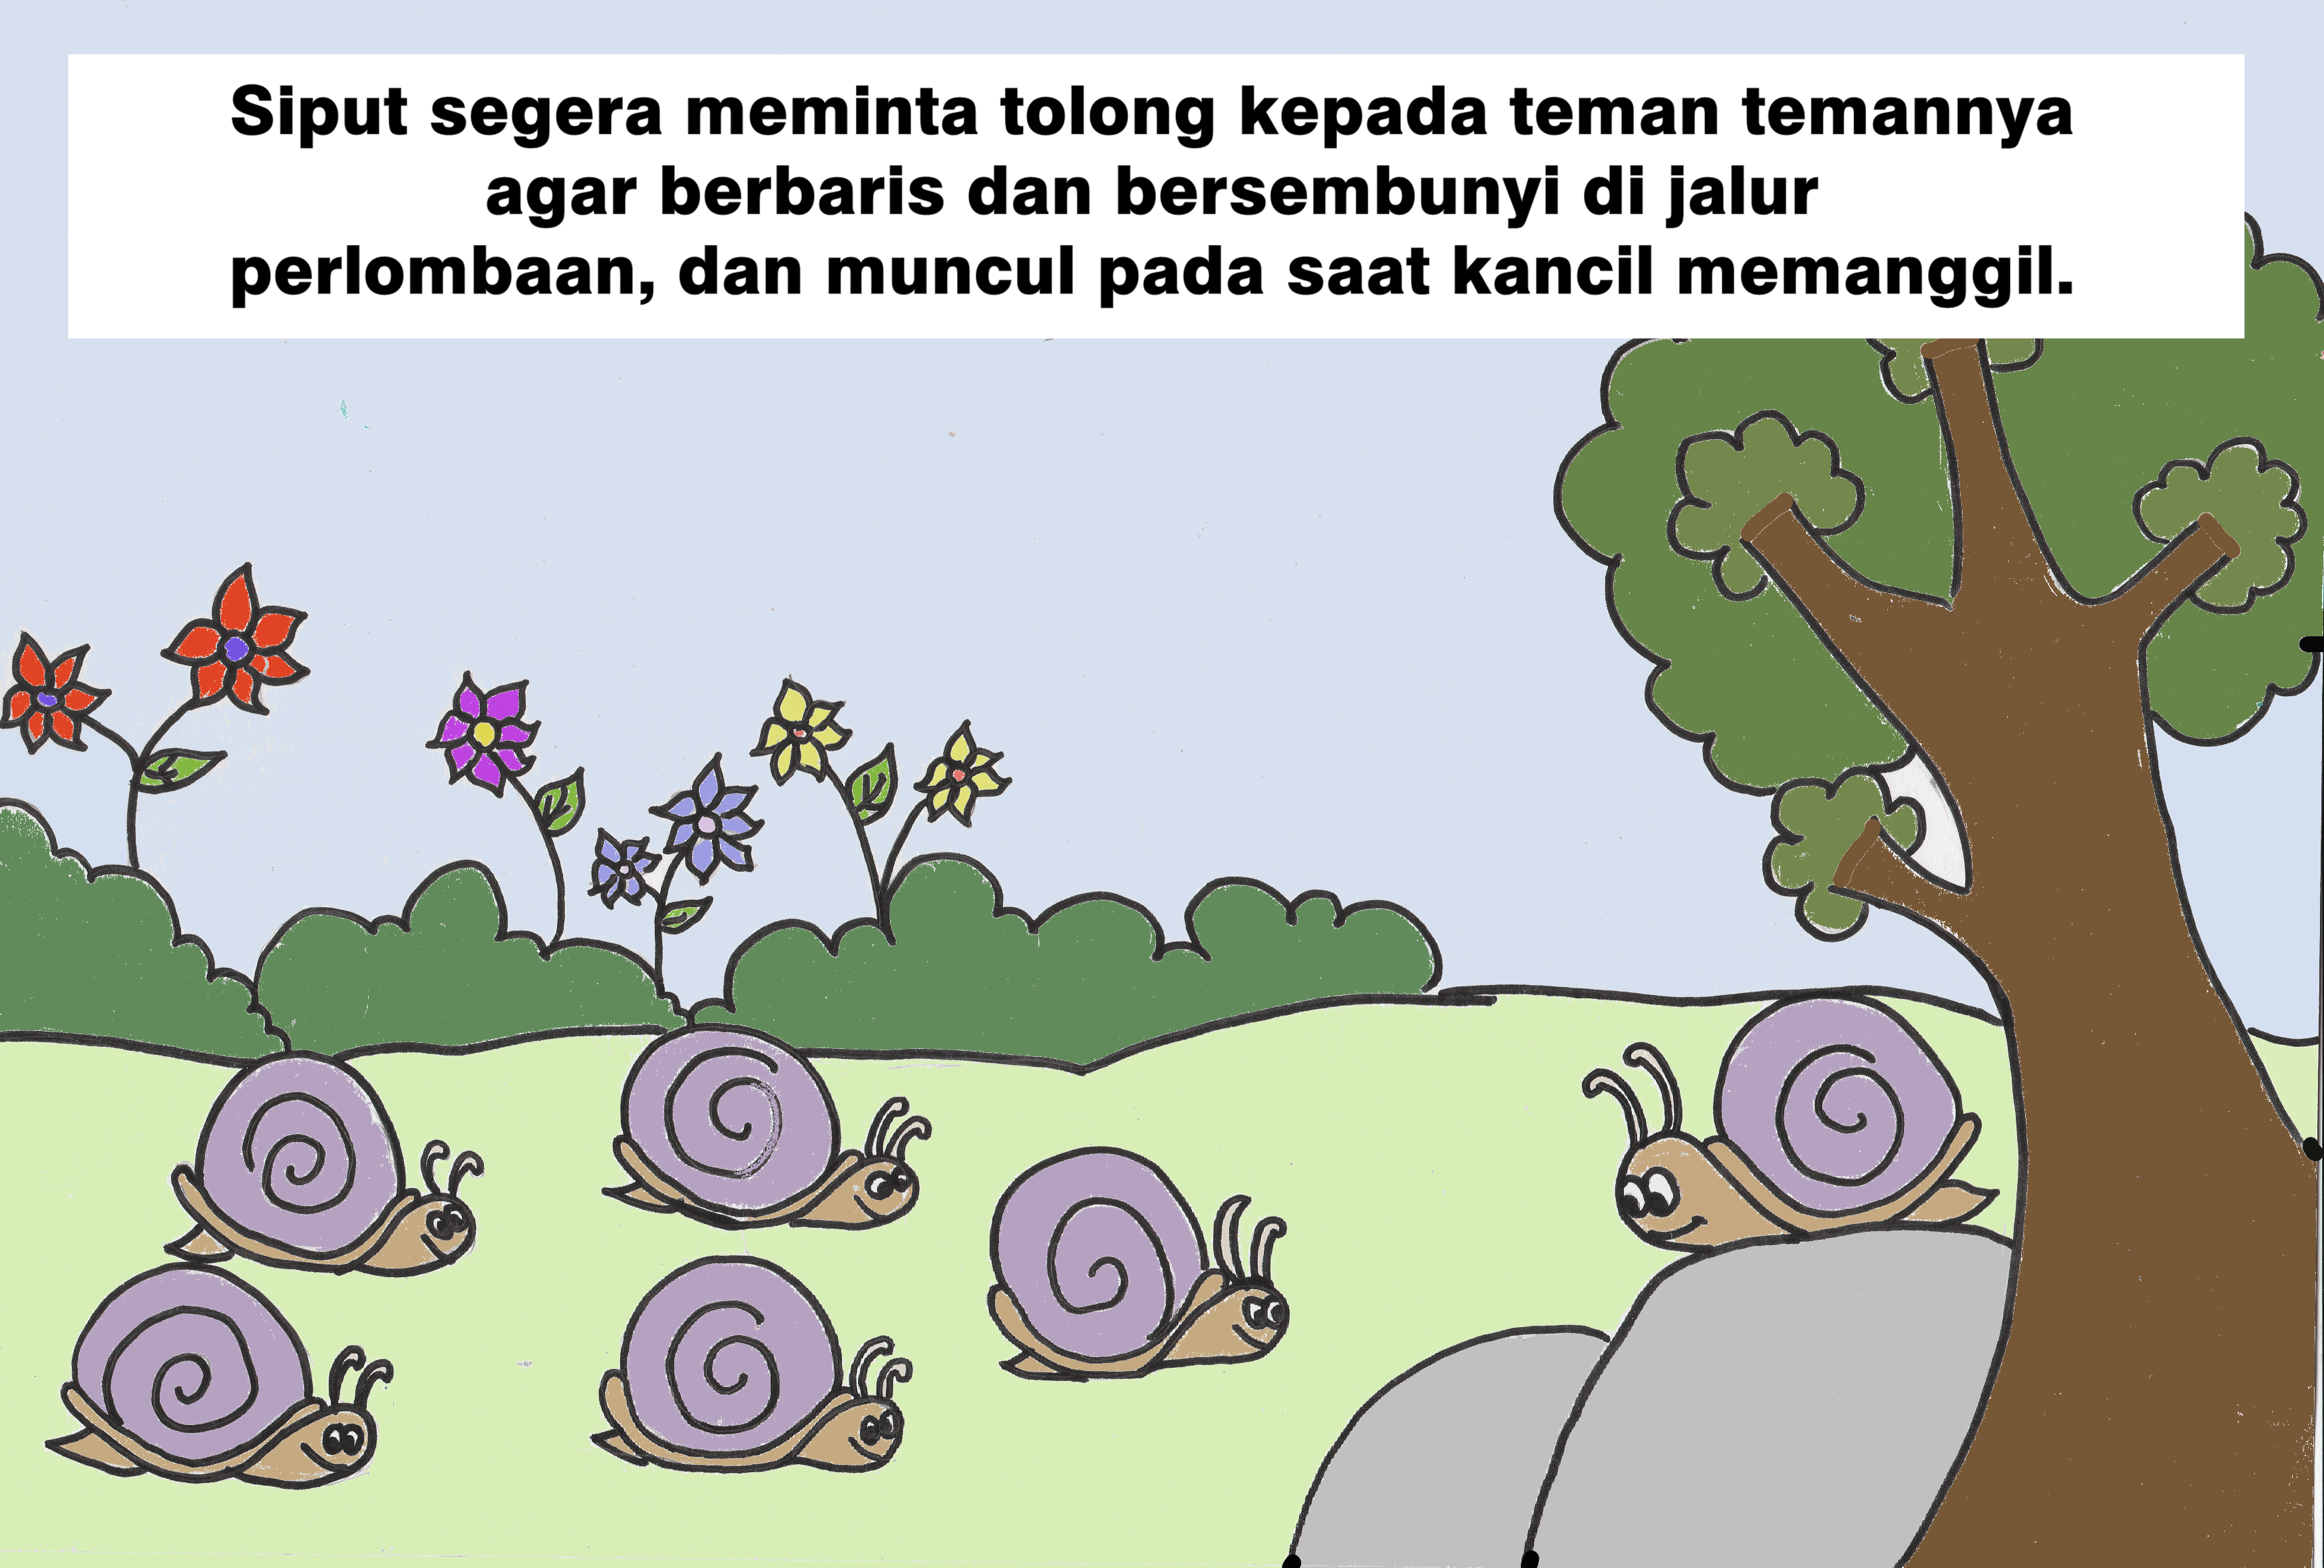 Siput segera meminta tolong kepada teman temannya
agar berbaris dan bersembunyi di jalur
perlombaan, dan muncul pada saat kancil memanggil.